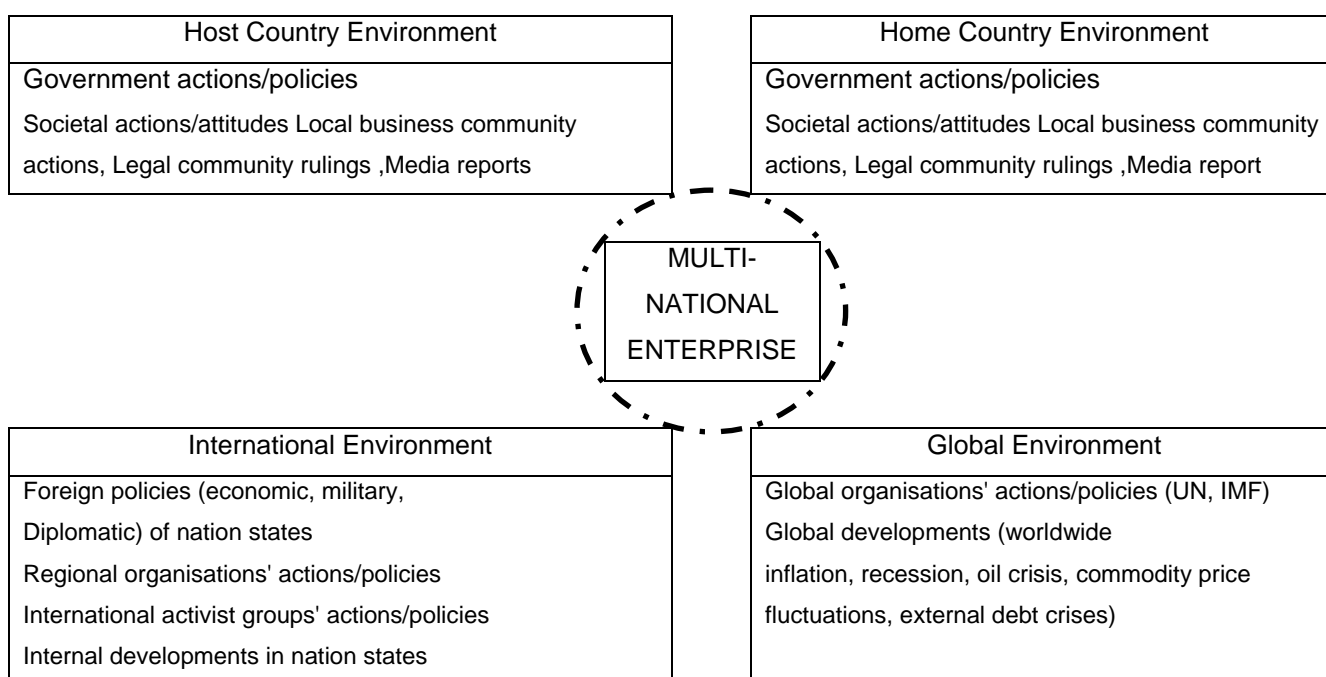 Host Country Environment
Government actions/policies
Societal actions/attitudes Local business community
actions, Legal community rulings ,Media reports
Home Country Environment
Government actions/policies
Societal actions/attitudes Local business community
actions, Legal community rulings ,Media report
MULTI-
NATIONAL
ENTERPRISE
International Environment
Foreign policies (economic, military,
Diplomatic) of nation states
Regional organisations' actions/policies
International activist groups' actions/policies
Internal developments in nation states
Global Environment
Global organisations' actions/policies (UN, IMF)
Global developments (worldwide
inflation, recession, oil crisis, commodity price
fluctuations, external debt crises)